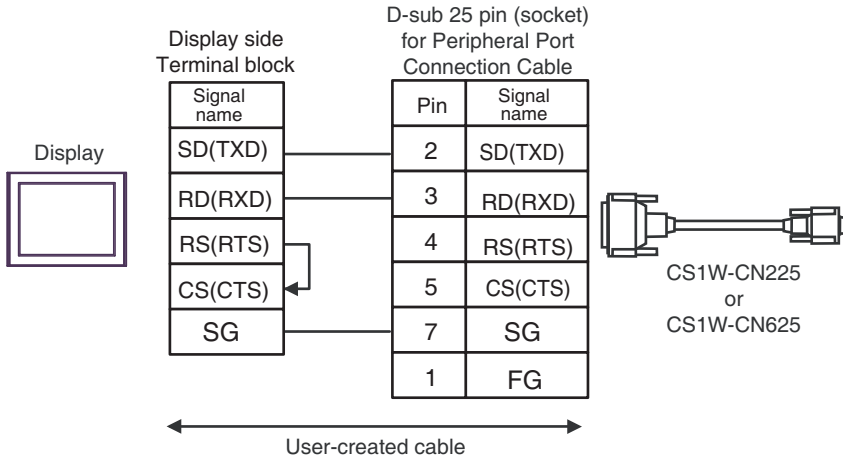 D-sub 25 pin (socket)
for Peripheral Port
Connection Cable
Display side
Terminal block
Signal
name
Pin
Signal
name
Display
SD(TXD)
2
SD(TXD)
RD(RXD)
3
RD(RXD)
RS(RTS)
4
RS(RTS)
CS(CTS)
5
CS(CTS)
SG
7
SG
1
FG
CS1W-CN225
or
CS1W-CN625
User-created cable